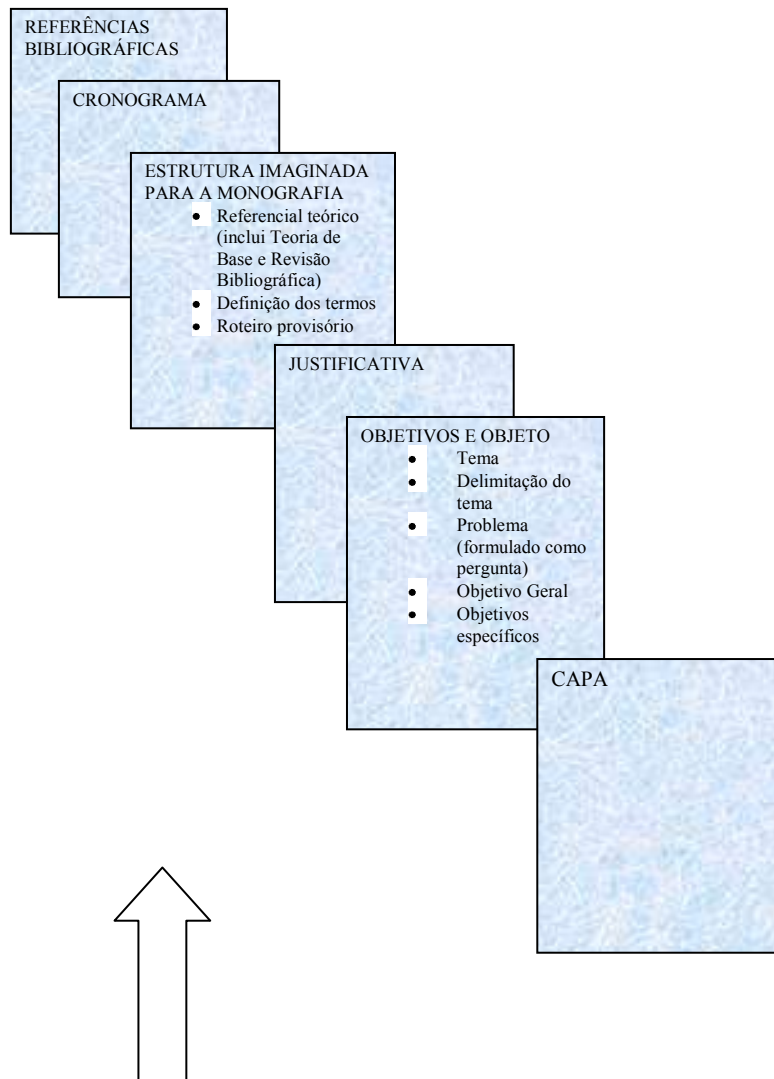 REFERÊNCIAS
BIBLIOGRÁFICAS
CRONOGRAMA
ESTRUTURA IMAGINADA
PARA A MONOGRAFIA
• Referencial teórico
(inclui Teoria de
Base e Revisão
Bibliográfica)
• Definição dos termos
• Roteiro provisório
JUSTIFICATIVA
OBJETIVOS E OBJETO
• Tema
• Delimitação do
tema
• Problema
(formulado como
pergunta)
• Objetivo Geral
• Objetivos
específicos
CAPA